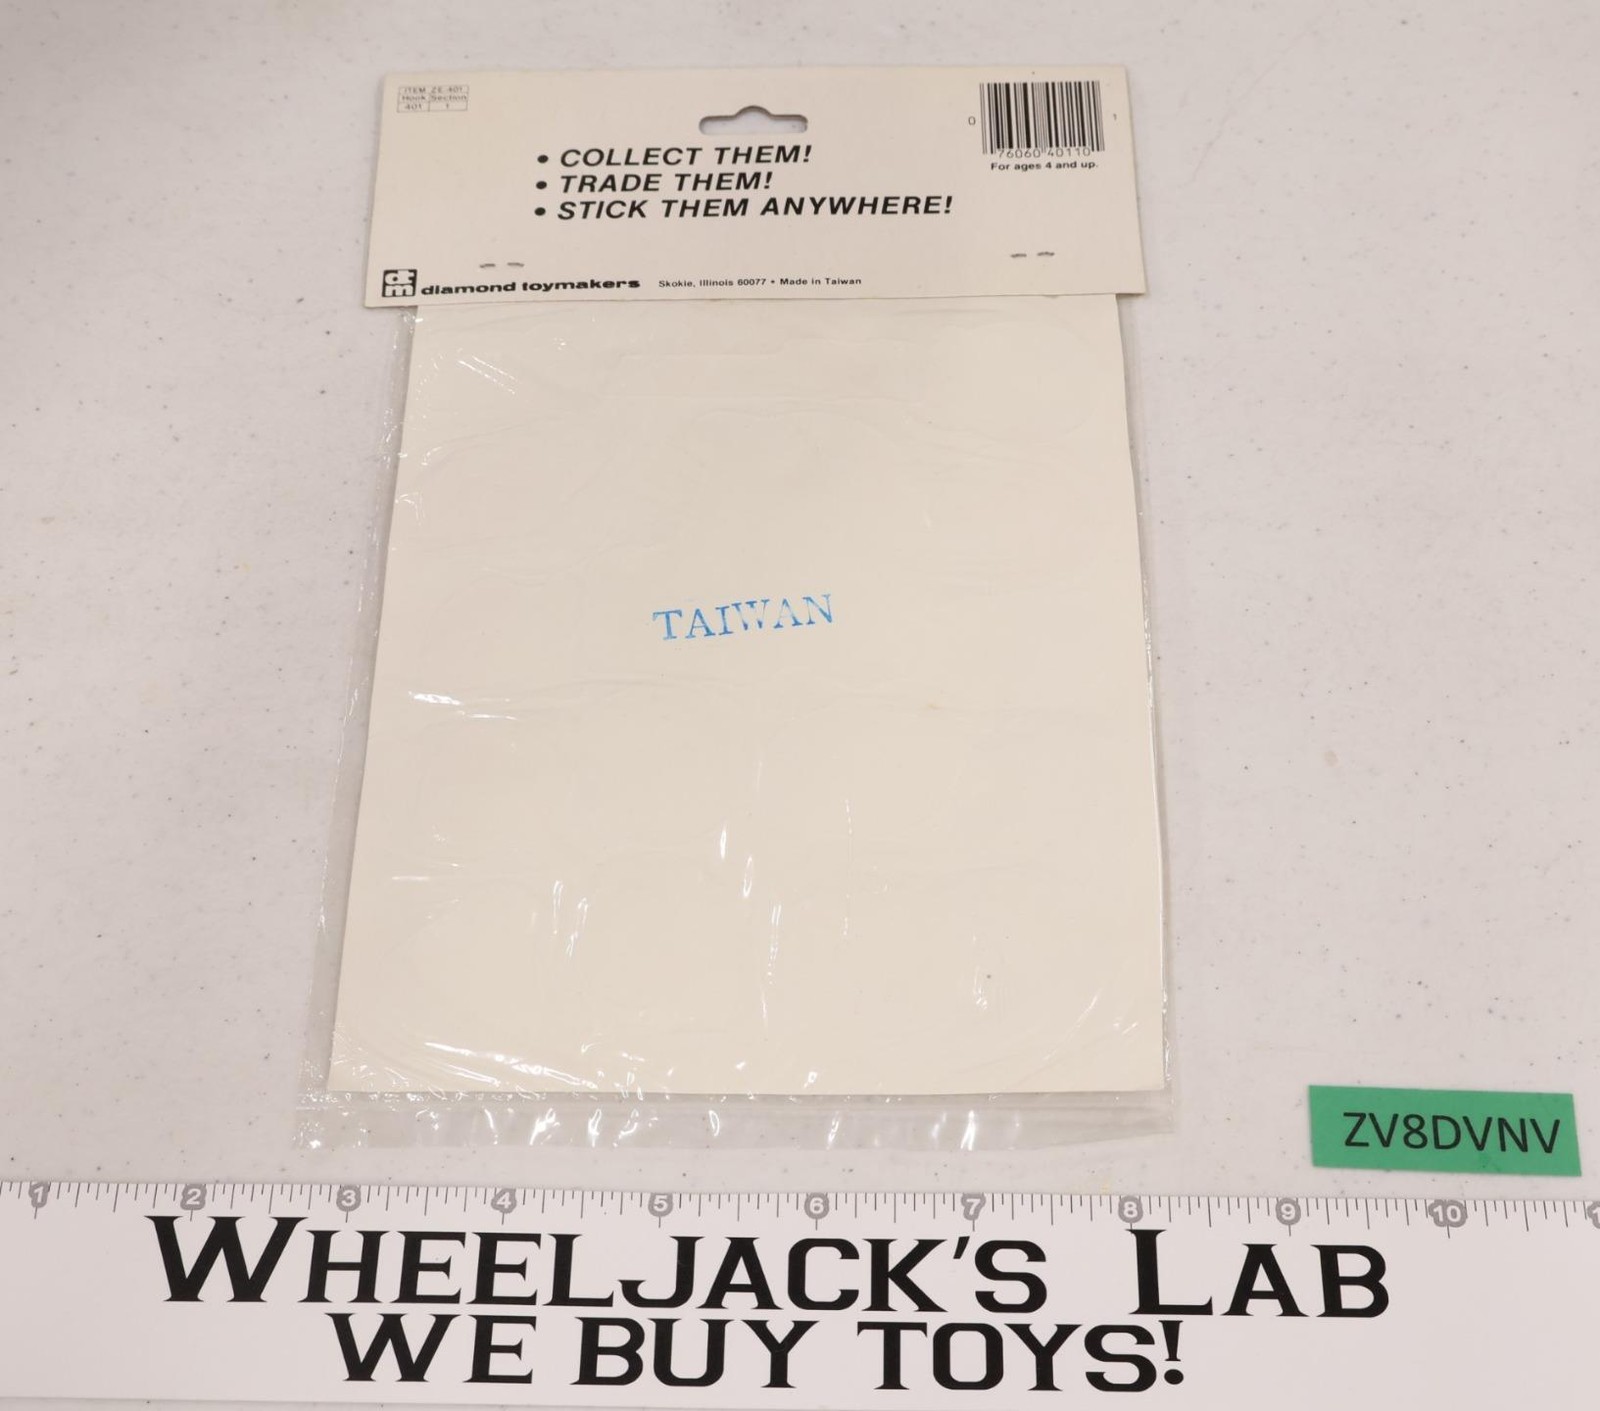 ITEM ZE-401
Hook Section
401 1
• COLLECT THEM!
• TRADE THEM!
• STICK THEM ANYWHERE!
0 76060 40110 1
For ages 4 and up.
dtm diamond toymakers Skokie, Illinois 60077 • Made in Taiwan
TAIWAN
ZV8DVNV
1 2 3 4 5 6 7 8 9 10
WHEELJACK'S LAB
WE BUY TOYS!